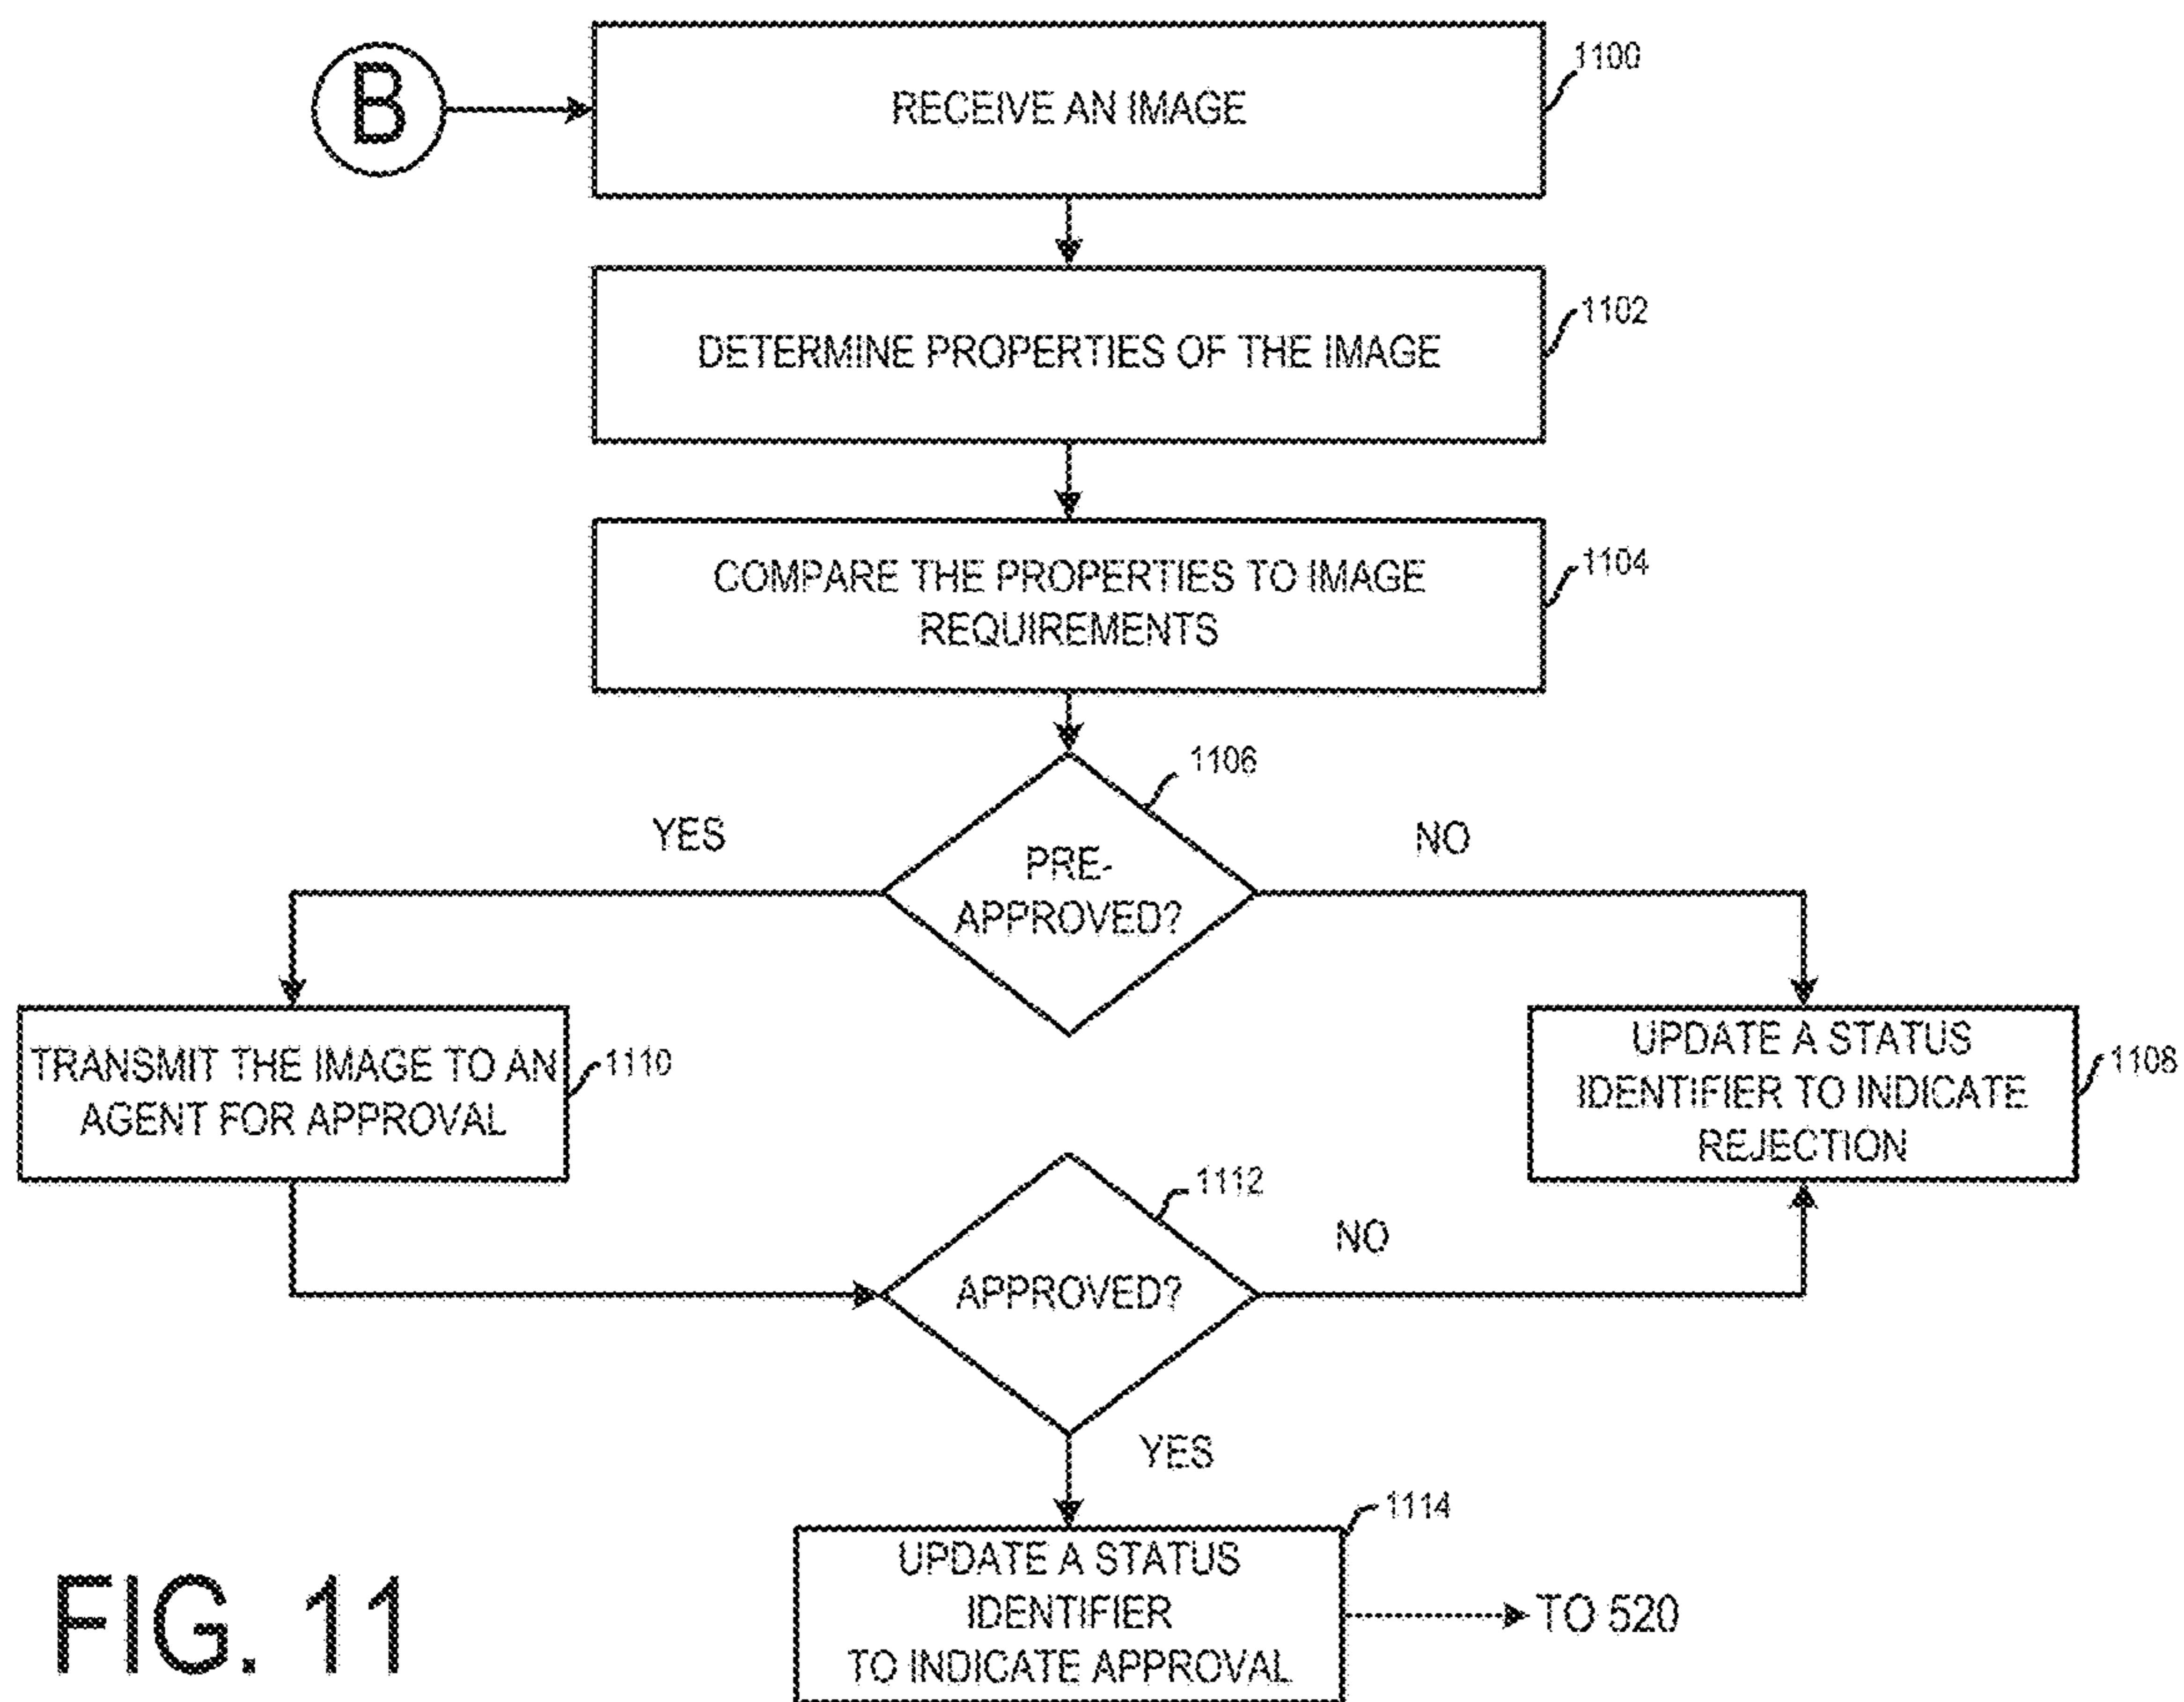 B
RECEIVE AN IMAGE
1100
DETERMINE PROPERTIES OF THE IMAGE
1102
COMPARE THE PROPERTIES TO IMAGE
REQUIREMENTS
1104
1106
YES
NO
PRE-
APPROVED?
TRANSMIT THE IMAGE TO AN
AGENT FOR APPROVAL
1110
UPDATE A STATUS
IDENTIFIER TO INDICATE
REJECTION
1108
1112
NO
APPROVED?
YES
1114
UPDATE A STATUS
IDENTIFIER
TO INDICATE APPROVAL
TO 520
FIG. 11